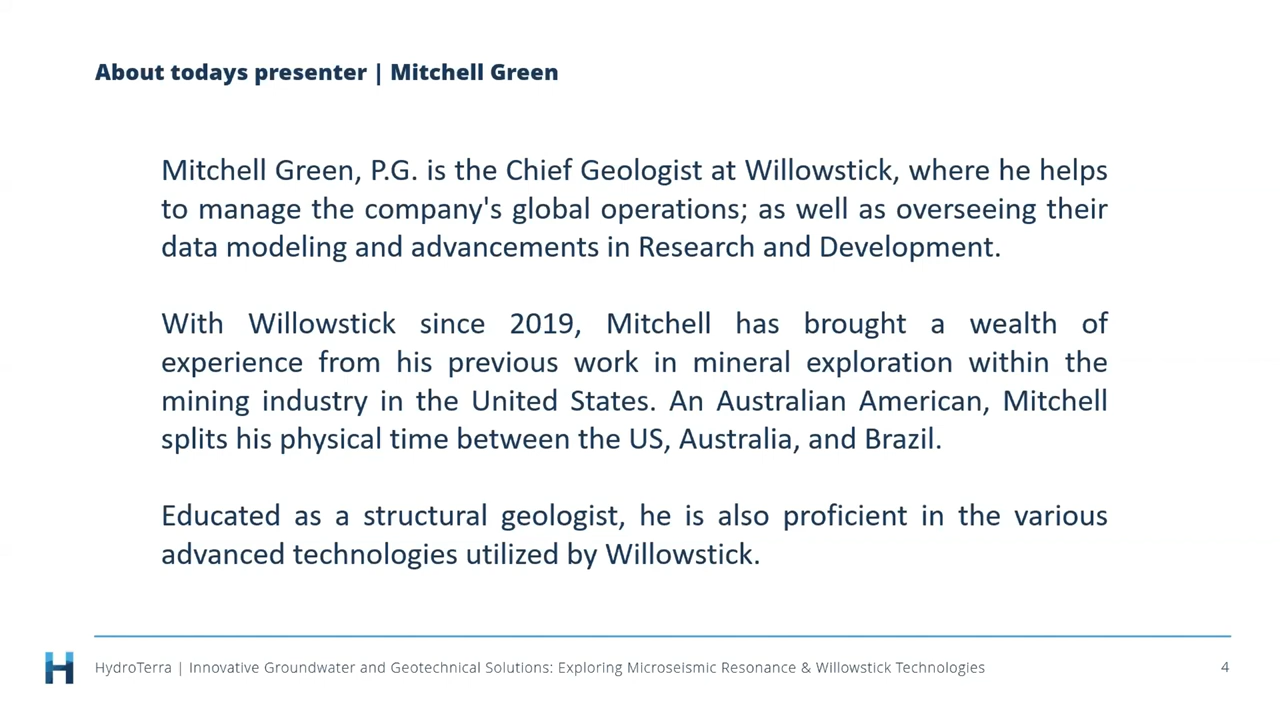 About todays presenter | Mitchell Green
Mitchell Green, P.G. is the Chief Geologist at Willowstick, where he helps
to manage the company's global operations; as well as overseeing their
data modeling and advancements in Research and Development.
With Willowstick since 2019, Mitchell has brought a wealth of
experience from his previous work in mineral exploration within the
mining industry in the United States. An Australian American, Mitchell
splits his physical time between the US, Australia, and Brazil.
Educated as a structural geologist, he is also proficient in the various
advanced technologies utilized by Willowstick.
HydroTerra | Innovative Groundwater and Geotechnical Solutions: Exploring Microseismic Resonance & Willowstick Technologies
4